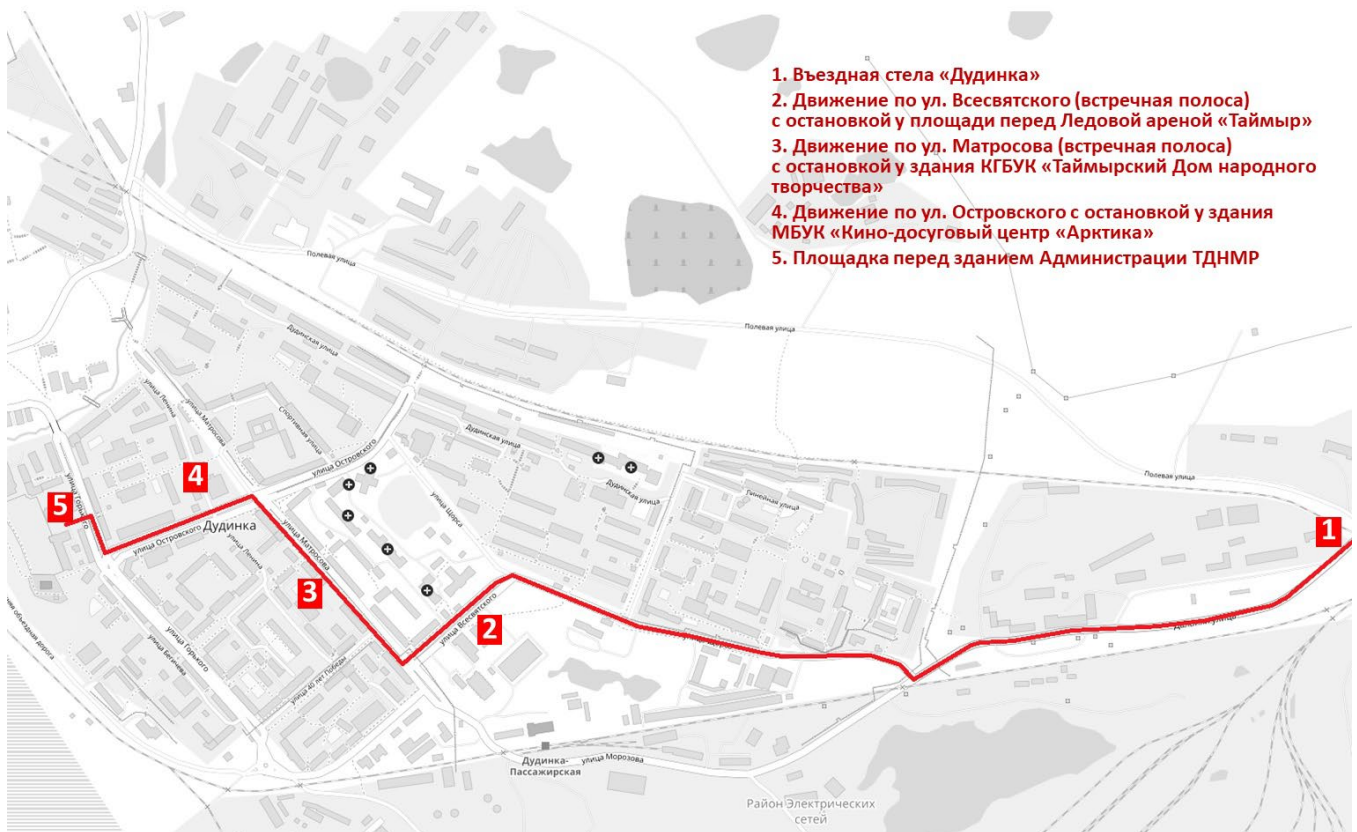 1. Въездная стела «Дудинка»
2. Движение по ул. Всесвятского (встречная полоса)
с остановкой у площади перед Ледовой ареной «Таймыр»
3. Движение по ул. Матросова (встречная полоса)
с остановкой у здания КГБУК «Таймырский Дом народного
творчества»
4. Движение по ул. Островского с остановкой у здания
МБУК «Кино-досуговый центр «Арктика»
5. Площадка перед зданием Администрации ТДНМР
Полевая улица
Полевая улица
Дудинская улица
улица Ленина
улица Матросова
Спортивная улица
улица Островского
Дудинская улица
Дудинская улица
Линейная улица
Полевая улица
4
улица Щорса
улица Горького
5
1
улица Островского
Дудинка
улица Матросова
улица Ленина
3
2
улица Всесвятского
объездная дорога
улица Бегичева
улица Горького
улица 40 лет Победы
Дудинка-
Пассажирская
улица Морозова
Район Электрических
сетей